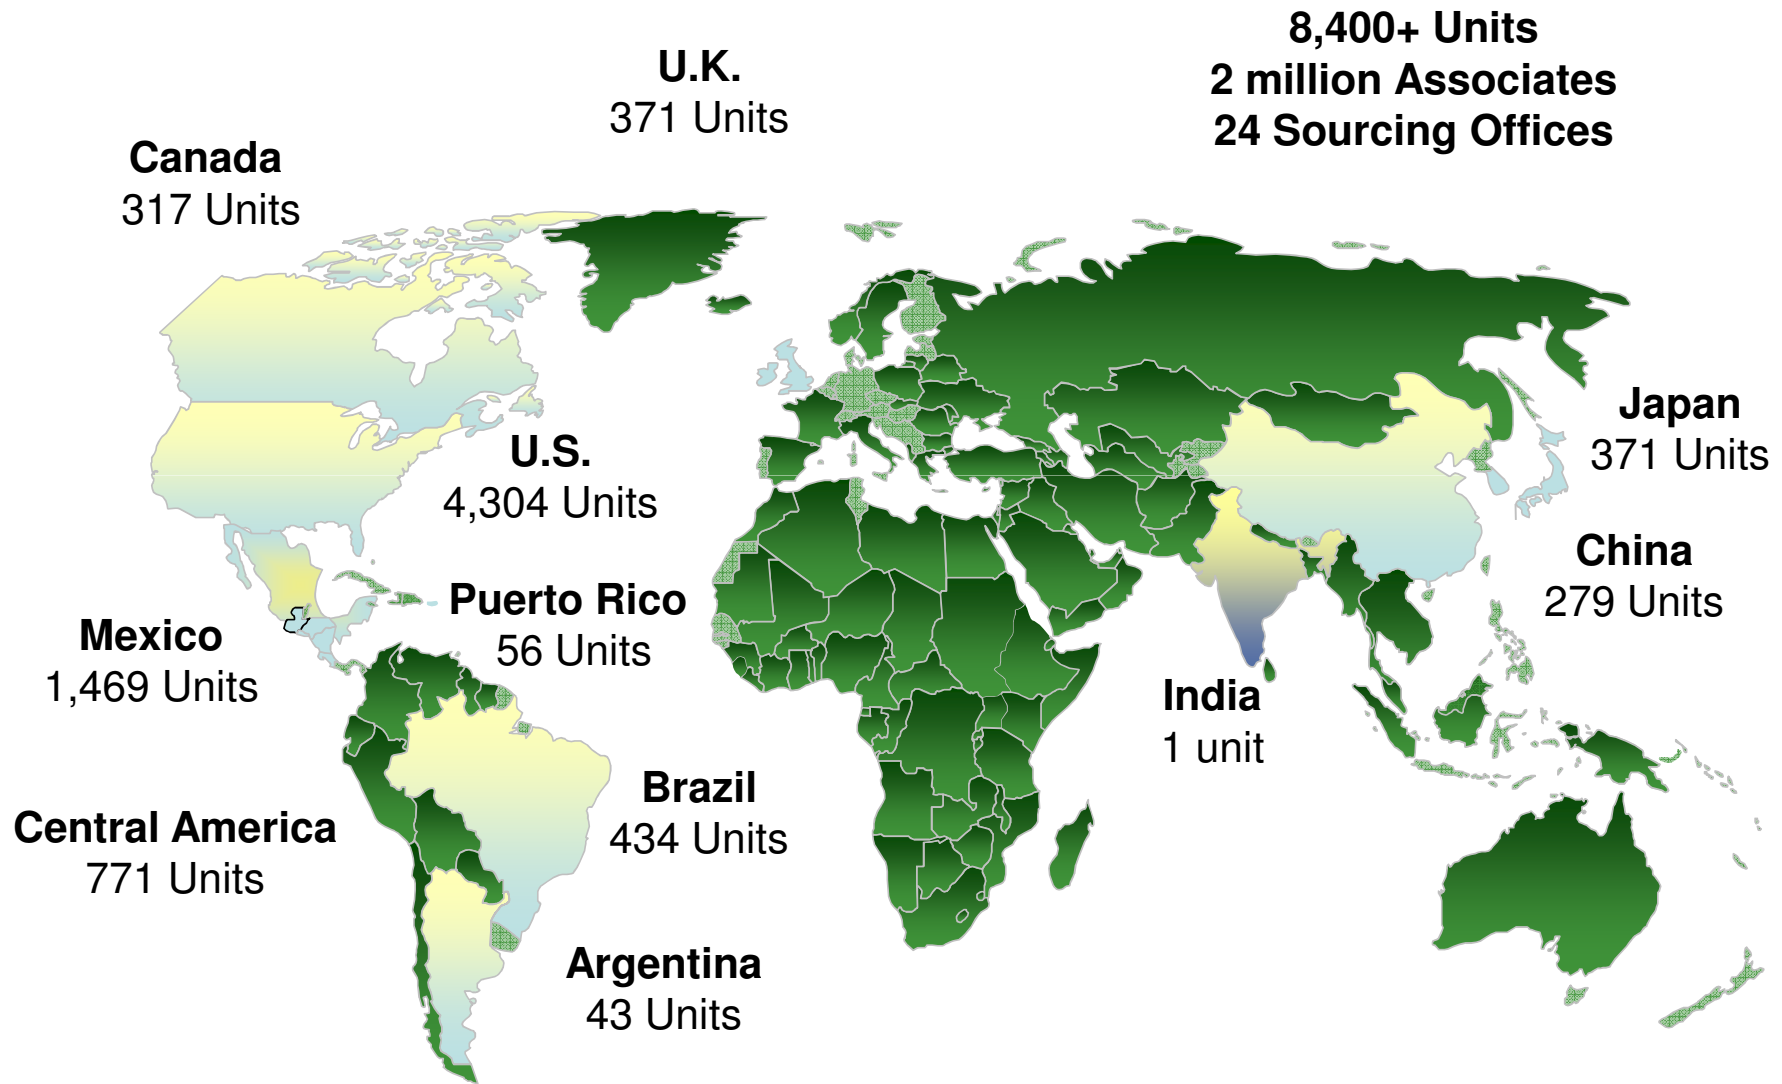 8,400+ Units
2 million Associates
24 Sourcing Offices
U.K.
371 Units
Canada
317 Units
Japan
371 Units
U.S.
4,304 Units
China
279 Units
Puerto Rico
56 Units
Mexico
1,469 Units
India
1 unit
Brazil
434 Units
Central America
771 Units
Argentina
43 Units